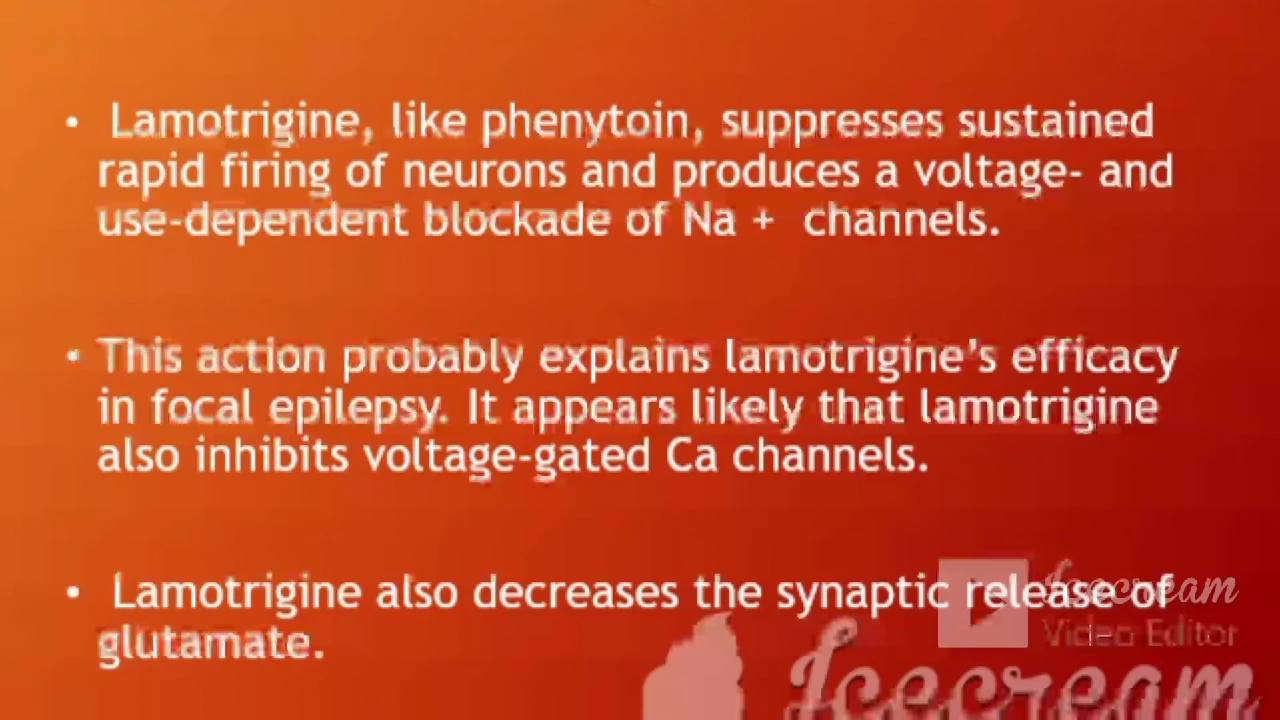 • Lamotrigine, like phenytoin, suppresses sustained
rapid firing of neurons and produces a voltage- and
use-dependent blockade of Na + channels.
• This action probably explains lamotrigine's efficacy
in focal epilepsy. It appears likely that lamotrigine
also inhibits voltage-gated Ca channels.
• Lamotrigine also decreases the synaptic release of
glutamate.
Icecream
Video Editor
Icecream